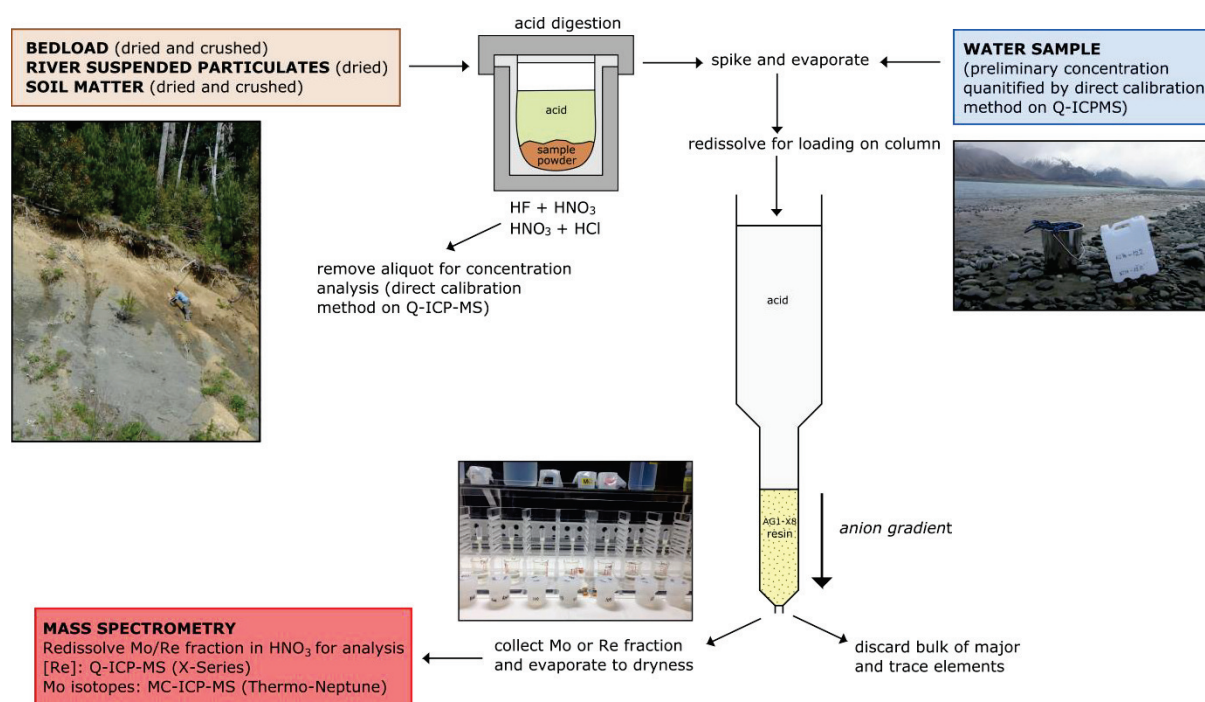 acid digestion
BEDLOAD (dried and crushed)
RIVER SUSPENDED PARTICULATES (dried)
SOIL MATTER (dried and crushed)
acid
sample
powder
HF + HNO₃
HNO₃ + HCl
remove aliquot for concentration
analysis (direct calibration
method on Q-ICP-MS)
spike and evaporate
WATER SAMPLE
(preliminary concentration
quanitified by direct calibration
method on Q-ICPMS)
redissolve for loading on column
acid
AG1-X8
resin
anion gradient
discard bulk of major
and trace elements
collect Mo or Re fraction
and evaporate to dryness
MASS SPECTROMETRY
Redissolve Mo/Re fraction in HNO₃ for analysis
[Re]: Q-ICP-MS (X-Series)
Mo isotopes: MC-ICP-MS (Thermo-Neptune)